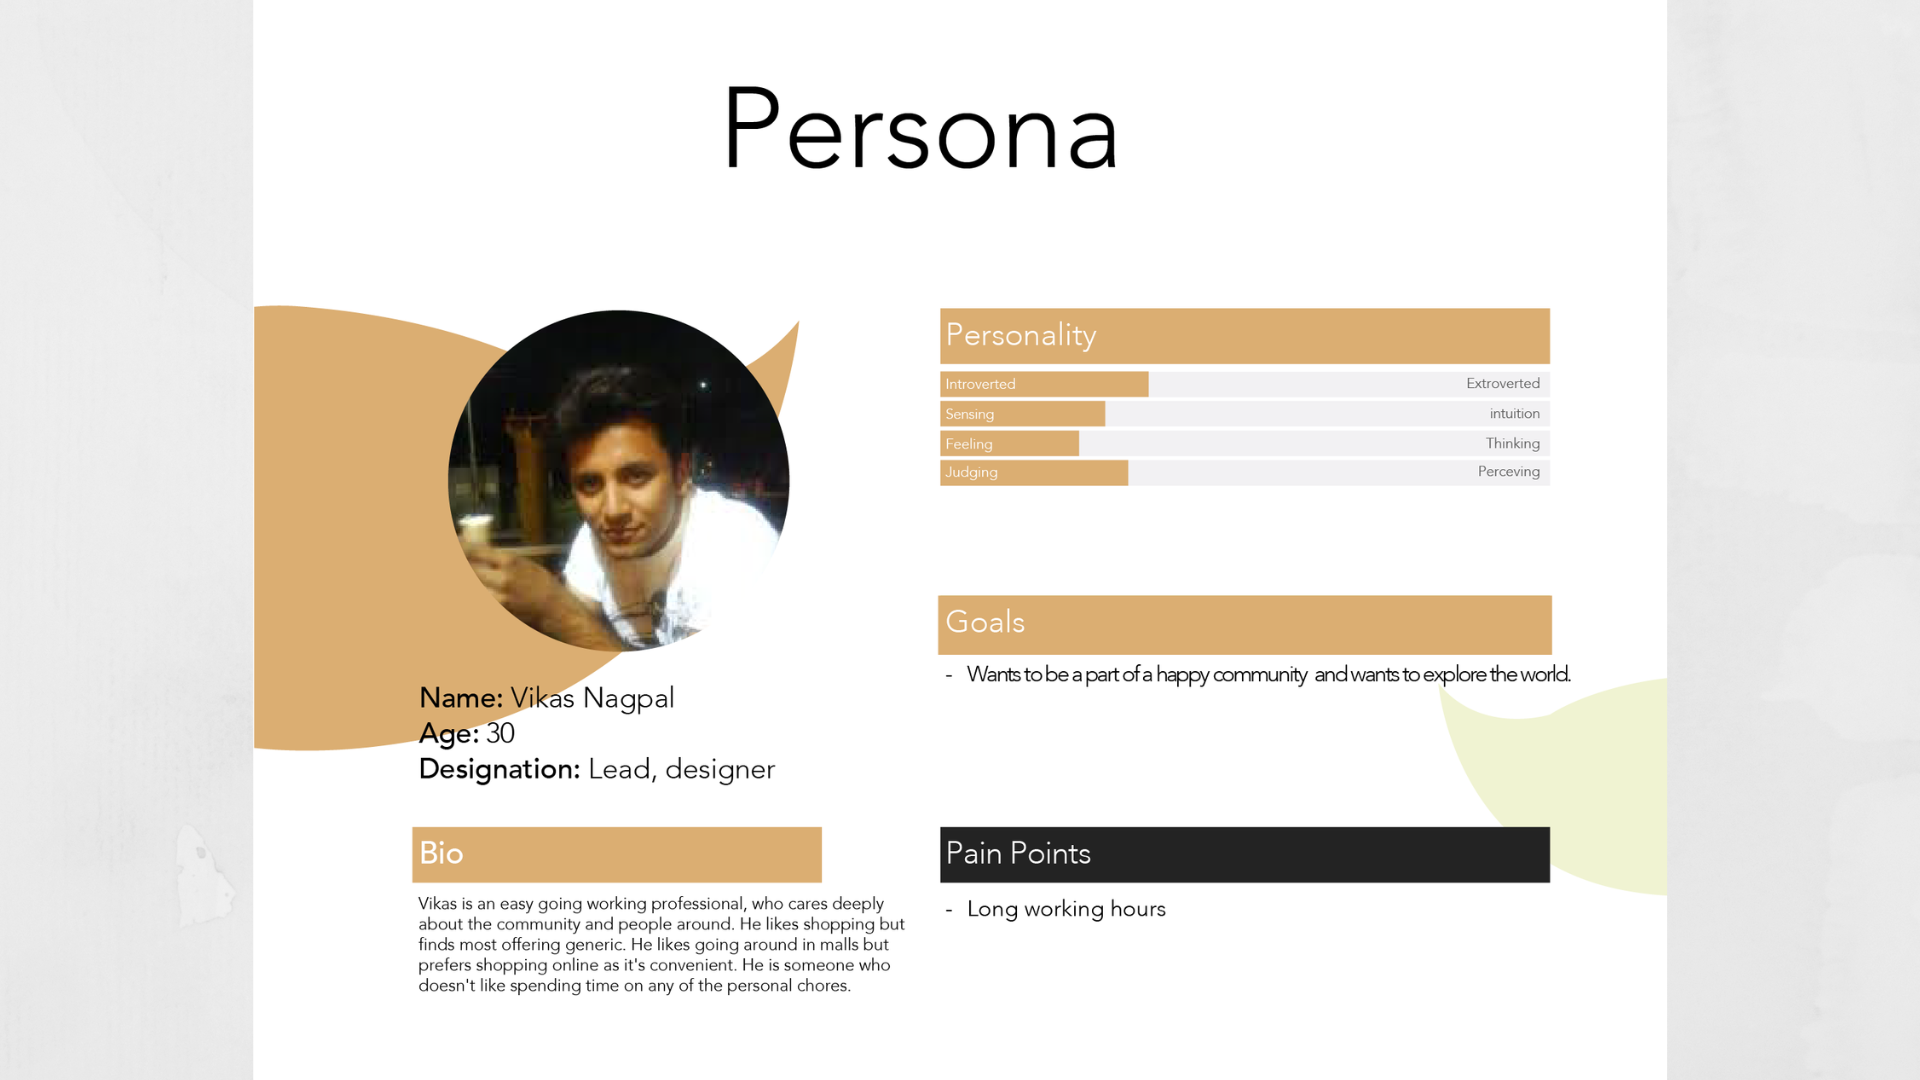 Persona
Name: Vikas Nagpal
Age: 30
Designation: Lead, designer
Bio
Vikas is an easy going working professional, who cares deeply
about the community and people around. He likes shopping but
finds most offering generic. He likes going around in malls but
prefers shopping online as it's convenient. He is someone who
doesn't like spending time on any of the personal chores.
Personality
Introverted Extroverted
Sensing intuition
Feeling Thinking
Judging Perceving
Goals
- Wants to be a part of a happy community and wants to explore the world.
Pain Points
- Long working hours